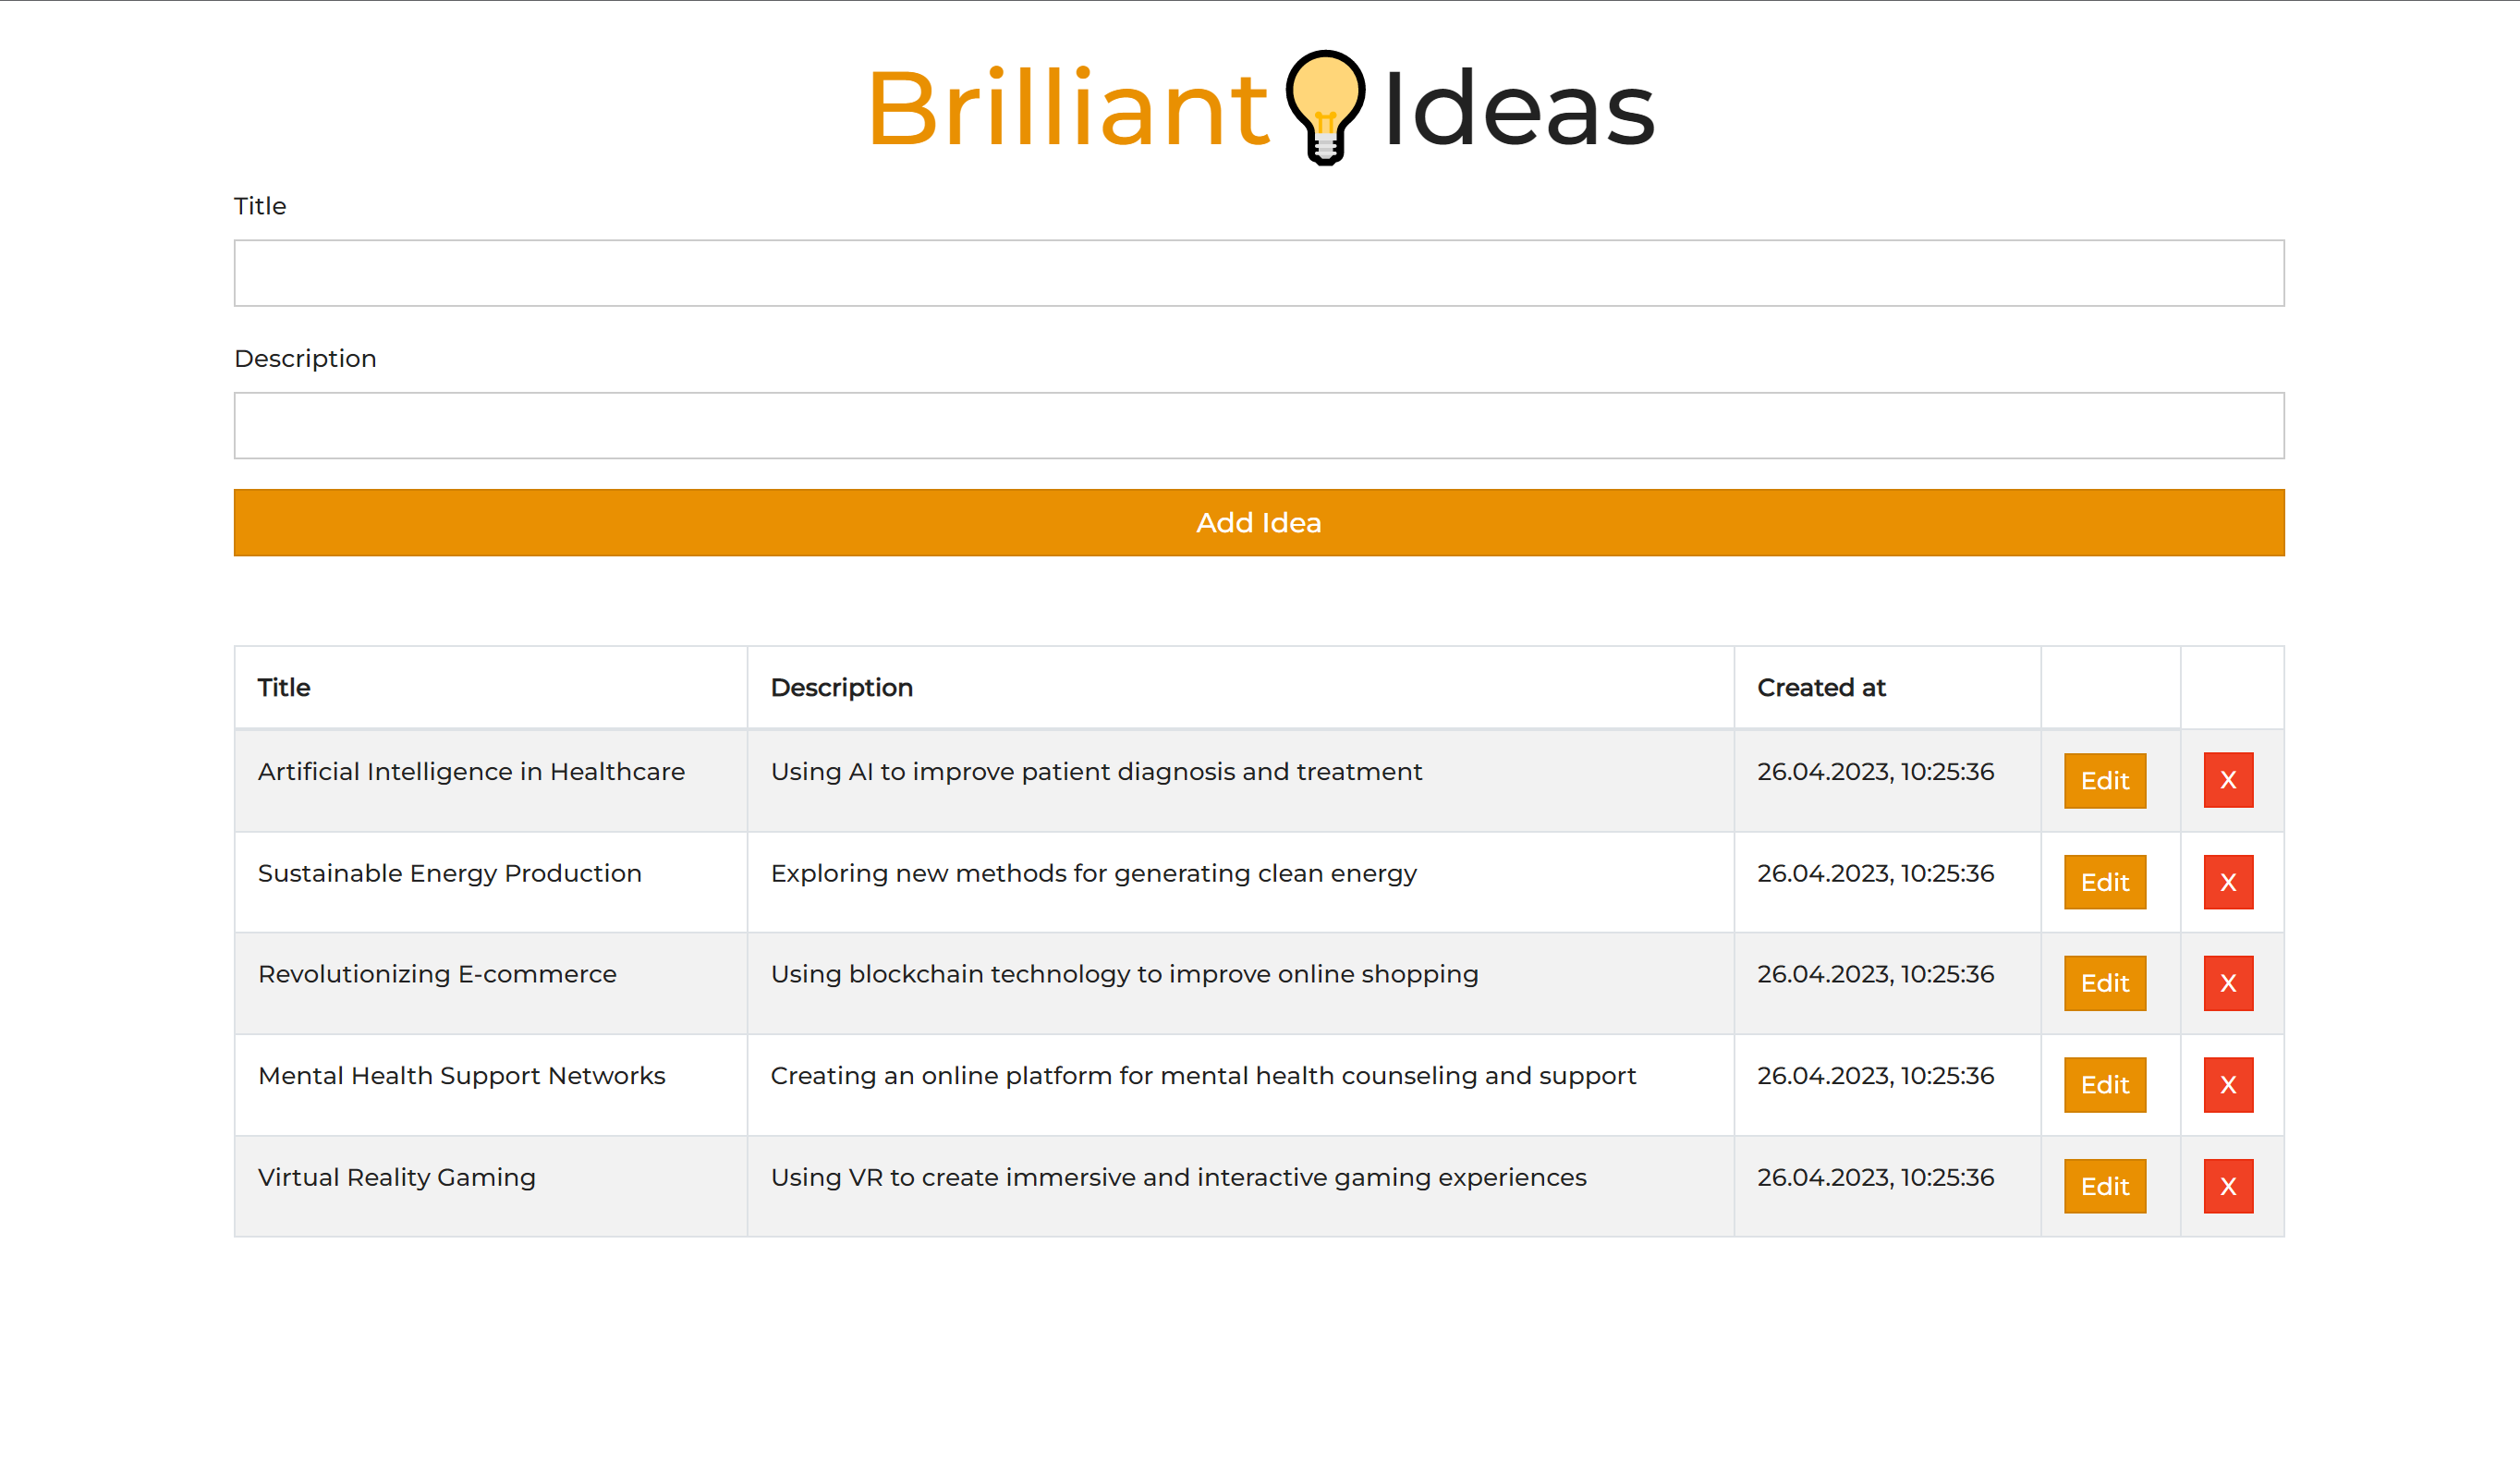 Brilliant Ideas
Title
Description
Add Idea
Title Description Created at
Artificial Intelligence in Healthcare Using AI to improve patient diagnosis and treatment 26.04.2023, 10:25:36 Edit X
Sustainable Energy Production Exploring new methods for generating clean energy 26.04.2023, 10:25:36 Edit X
Revolutionizing E-commerce Using blockchain technology to improve online shopping 26.04.2023, 10:25:36 Edit X
Mental Health Support Networks Creating an online platform for mental health counseling and support 26.04.2023, 10:25:36 Edit X
Virtual Reality Gaming Using VR to create immersive and interactive gaming experiences 26.04.2023, 10:25:36 Edit X